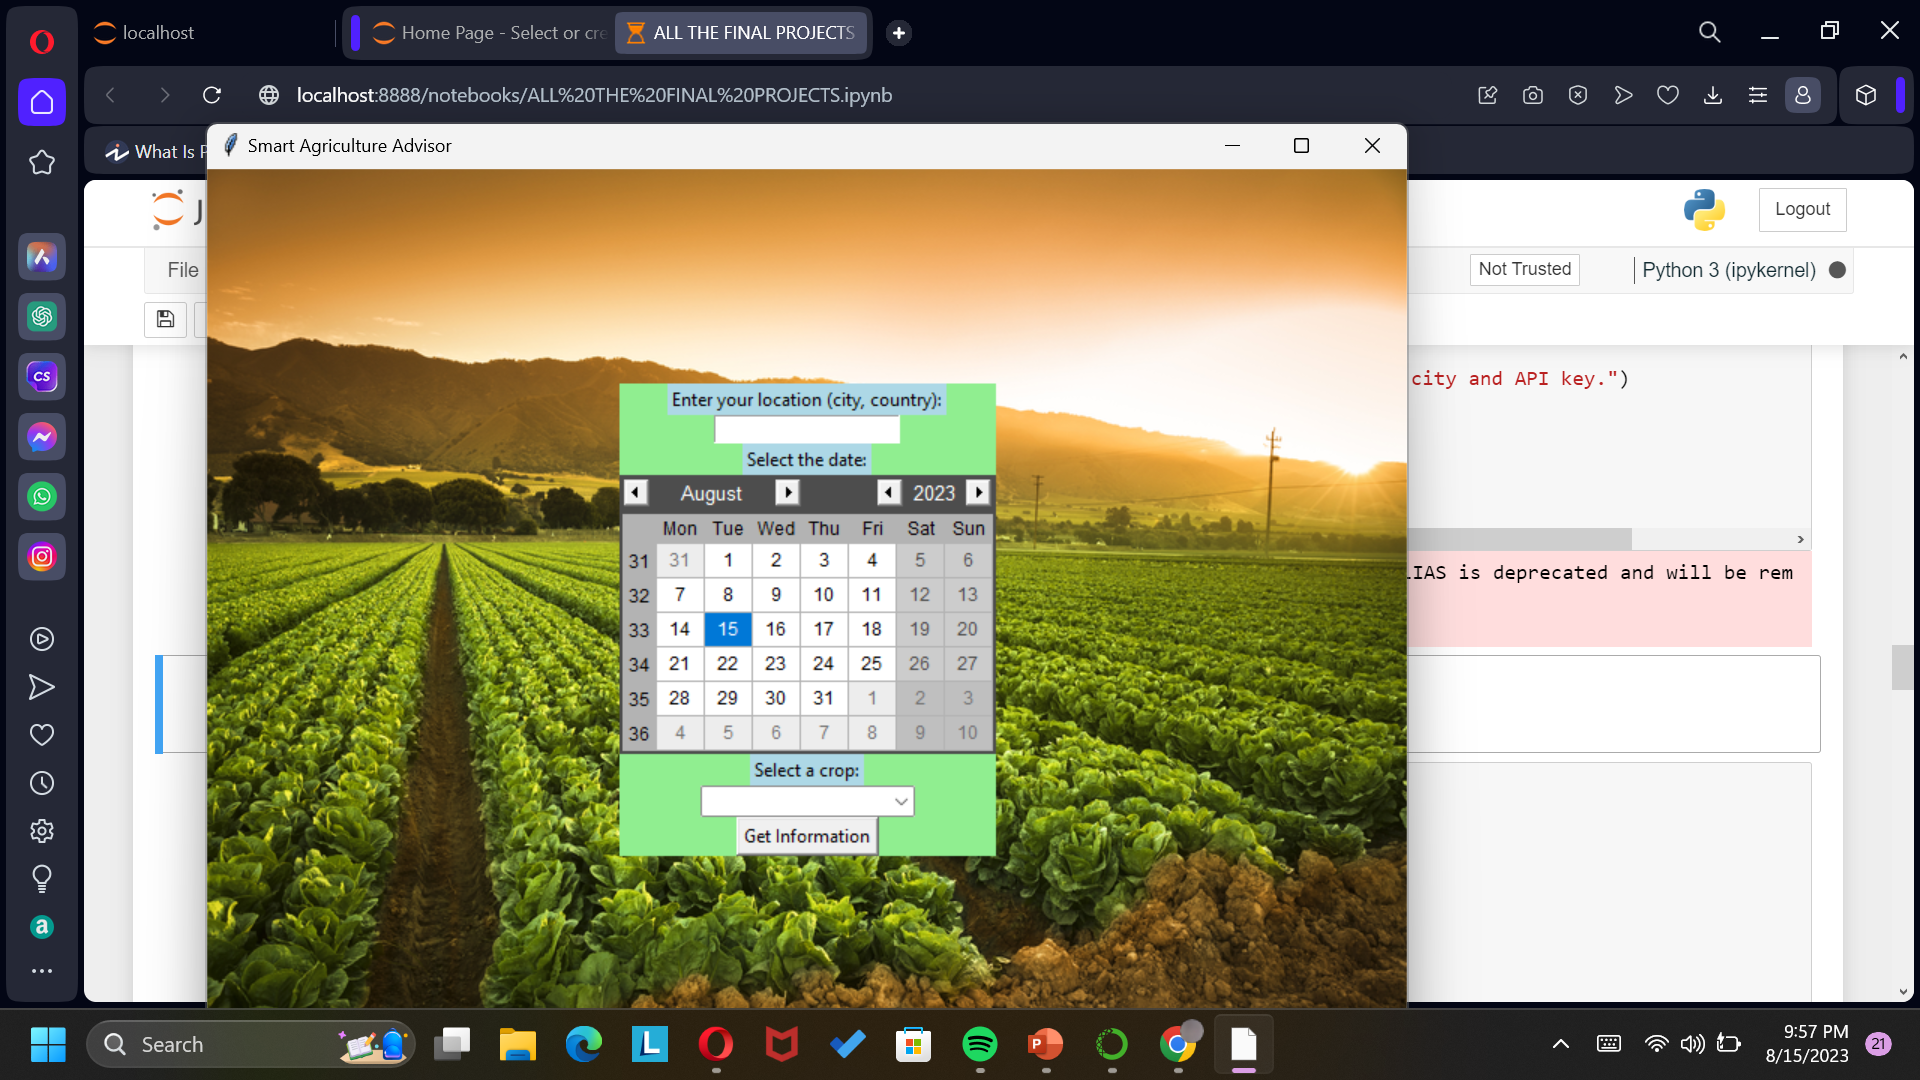 localhost
Home Page - Select or cre
ALL THE FINAL PROJECTS
localhost:8888/notebooks/ALL%20THE%20FINAL%20PROJECTS.ipynb
What Is P
Smart Agriculture Advisor
J
Logout
File
Not Trusted
Python 3 (ipykernel)
city and API key.")
LIAS is deprecated and will be rem
Enter your location (city, country):
Select the date:
August 2023
Mon Tue Wed Thu Fri Sat Sun
31 31 1 2 3 4 5 6
32 7 8 9 10 11 12 13
33 14 15 16 17 18 19 20
34 21 22 23 24 25 26 27
35 28 29 30 31 1 2 3
36 4 5 6 7 8 9 10
Select a crop:
Get Information
CS
a
Search
L
P
9:57 PM
8/15/2023
21